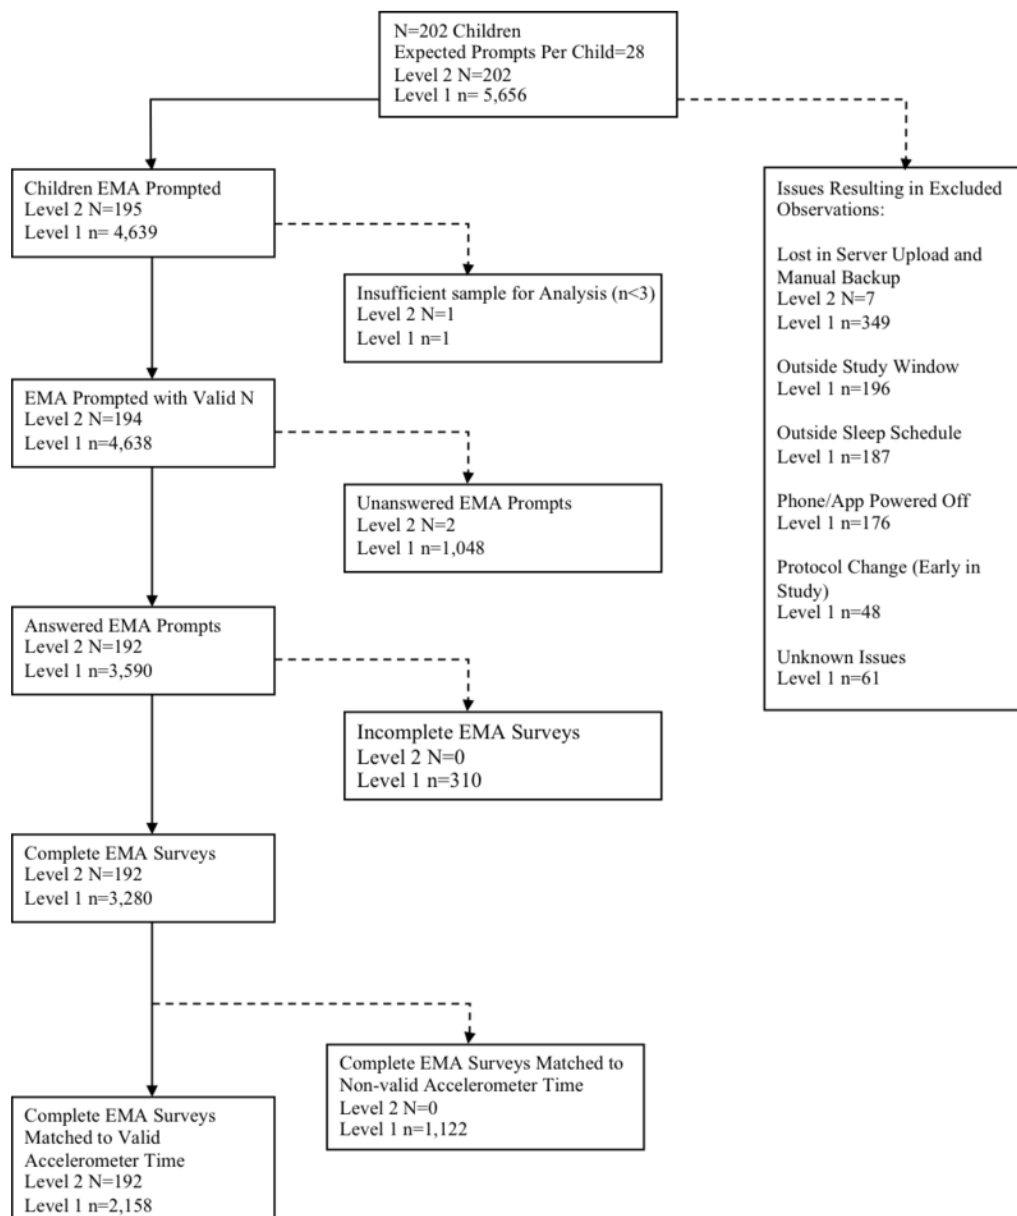 N=202 Children
Expected Prompts Per Child=28
Level 2 N=202
Level 1 n= 5,656
Children EMA Prompted
Level 2 N=195
Level 1 n= 4,639
Issues Resulting in Excluded
Observations:
Lost in Server Upload and
Manual Backup
Level 2 N=7
Level 1 n=349
Outside Study Window
Level 1 n=196
Outside Sleep Schedule
Level 1 n=187
Phone/App Powered Off
Level 1 n=176
Protocol Change (Early in
Study)
Level 1 n=48
Unknown Issues
Level 1 n=61
Insufficient sample for Analysis (n<3)
Level 2 N=1
Level 1 n=1
EMA Prompted with Valid N
Level 2 N=194
Level 1 n=4,638
Unanswered EMA Prompts
Level 2 N=2
Level 1 n=1,048
Answered EMA Prompts
Level 2 N=192
Level 1 n=3,590
Incomplete EMA Surveys
Level 2 N=0
Level 1 n=310
Complete EMA Surveys
Level 2 N=192
Level 1 n=3,280
Complete EMA Surveys Matched to
Non-valid Accelerometer Time
Level 2 N=0
Level 1 n=1,122
Complete EMA Surveys
Matched to Valid
Accelerometer Time
Level 2 N=192
Level 1 n=2,158